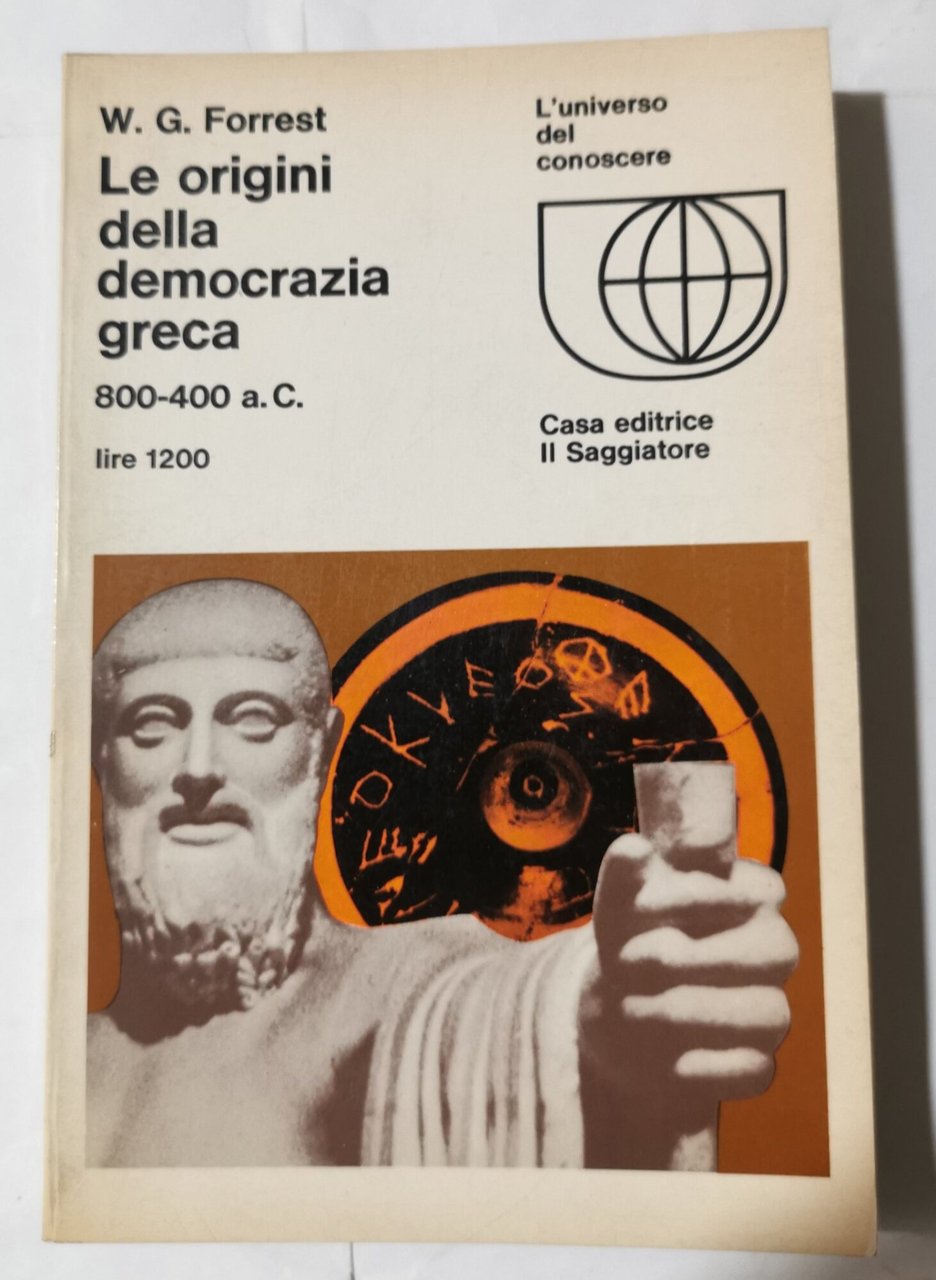 W. G. Forrest
Le origini
della
democrazia
greca
800-400 a. C.
lire 1200
L'universo
del
conoscere
Casa editrice
Il Saggiatore